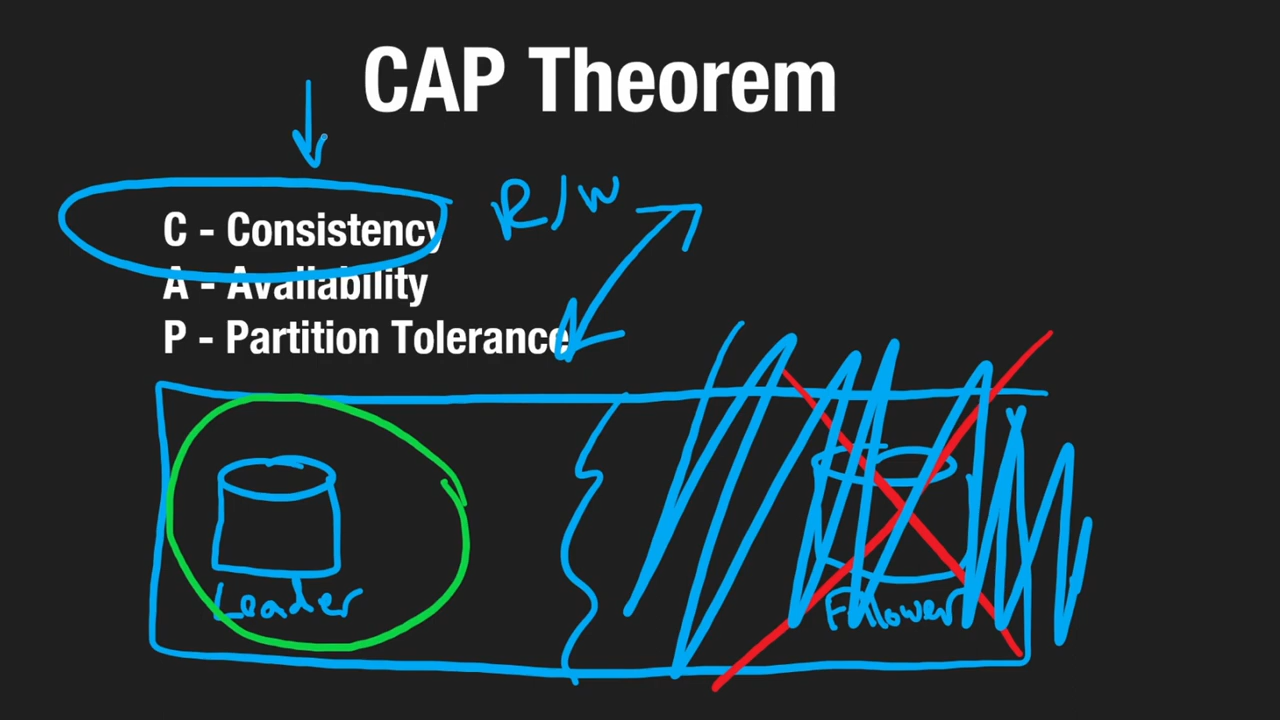 CAP Theorem
C - Consistency
R/W
A - Availability
P - Partition Tolerance
Leader
Follower